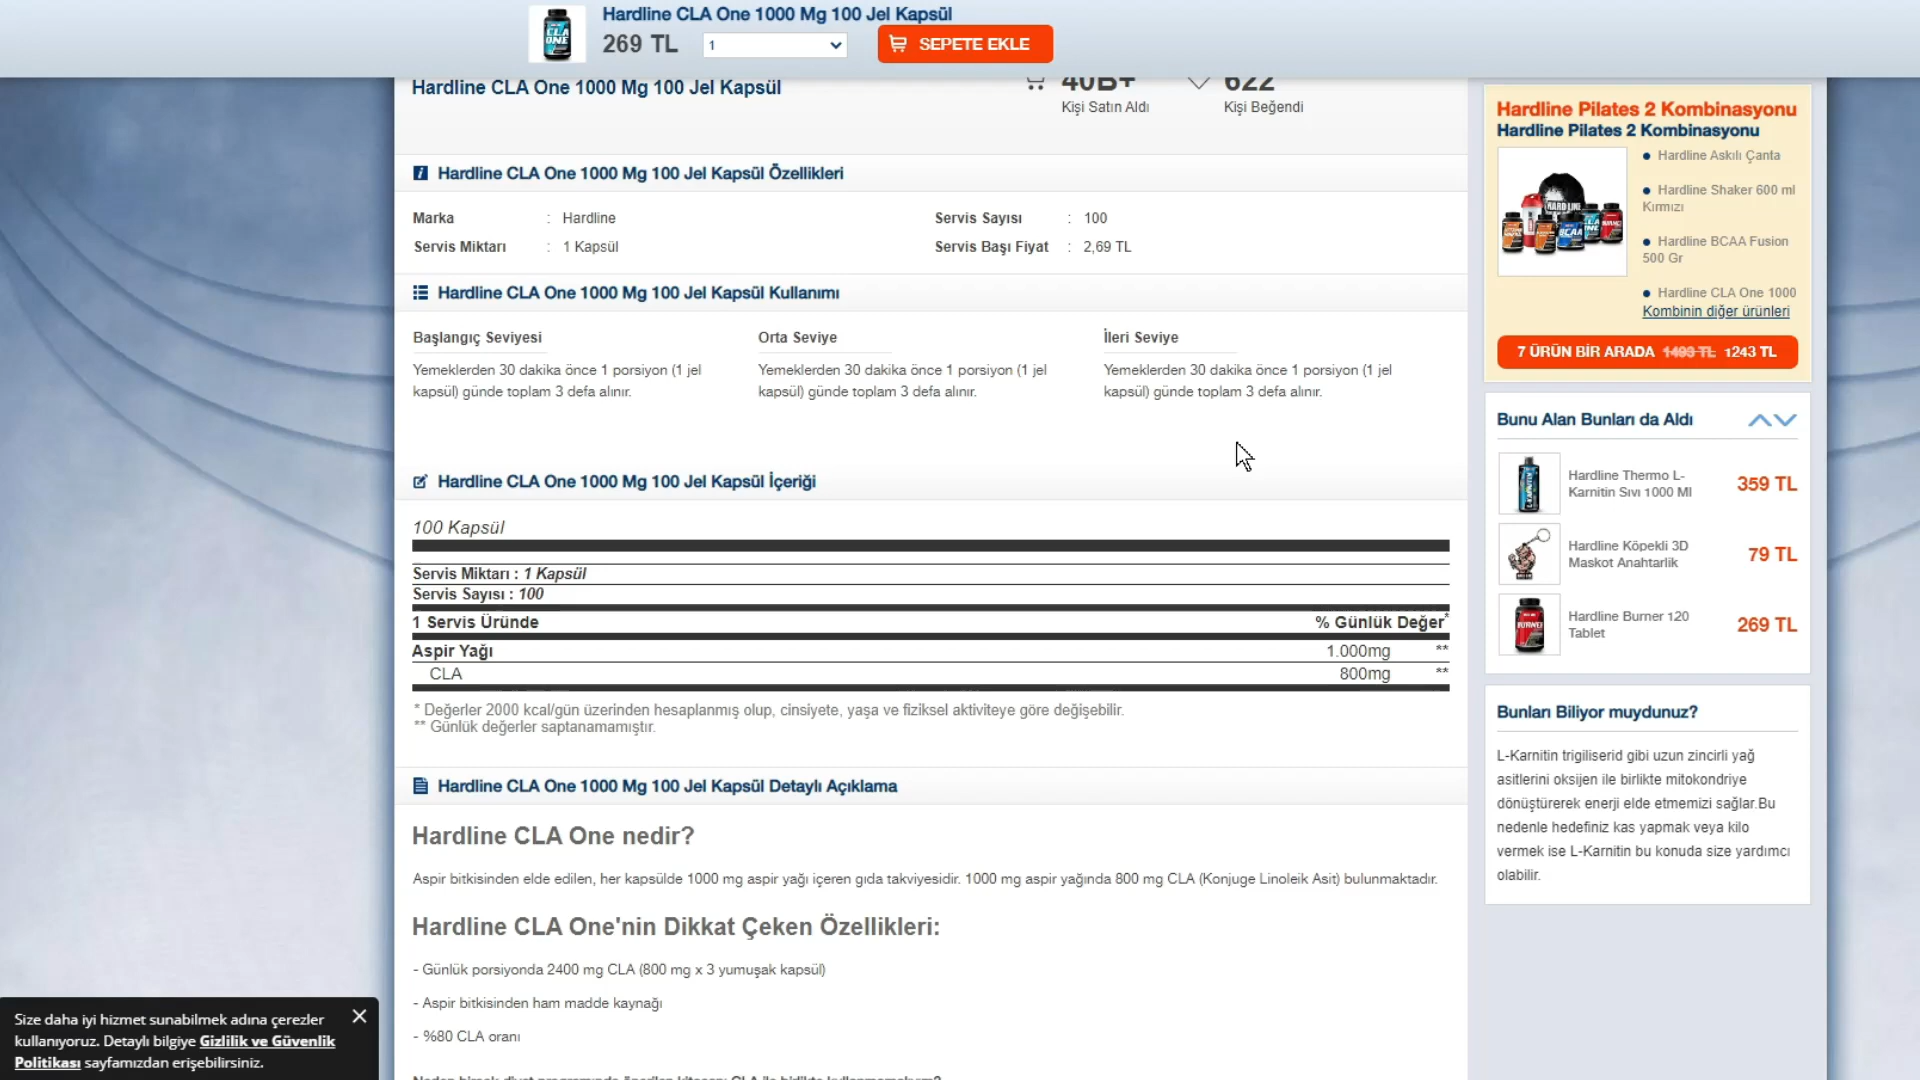 Hardline CLA One 1000 Mg 100 Jel Kapsül
269 TL
1
SEPETE EKLE
Hardline CLA One 1000 Mg 100 Jel Kapsül
40B+
Kişi Satın Aldı
622
Kişi Beğendi
Hardline CLA One 1000 Mg 100 Jel Kapsül Özellikleri
Marka : Hardline
Servis Sayısı : 100
Servis Miktarı : 1 Kapsül
Servis Başı Fiyat : 2,69 TL
Hardline CLA One 1000 Mg 100 Jel Kapsül Kullanımı
Başlangıç Seviyesi
Yemeklerden 30 dakika önce 1 porsiyon (1 jel
kapsül) günde toplam 3 defa alınır.
Orta Seviye
Yemeklerden 30 dakika önce 1 porsiyon (1 jel
kapsül) günde toplam 3 defa alınır.
İleri Seviye
Yemeklerden 30 dakika önce 1 porsiyon (1 jel
kapsül) günde toplam 3 defa alınır.
Hardline CLA One 1000 Mg 100 Jel Kapsül İçeriği
100 Kapsül
Servis Miktarı : 1 Kapsül
Servis Sayısı : 100
1 Servis Üründe % Günlük Değer*
Aspir Yağı 1.000mg **
CLA 800mg **
* Değerler 2000 kcal/gün üzerinden hesaplanmış olup, cinsiyete, yaşa ve fiziksel aktiviteye göre değişebilir.
** Günlük değerler saptanamamıştır.
Hardline CLA One 1000 Mg 100 Jel Kapsül Detaylı Açıklama
Hardline CLA One nedir?
Aspir bitkisinden elde edilen, her kapsülde 1000 mg aspir yağı içeren gıda takviyesidir. 1000 mg aspir yağında 800 mg CLA (Konjuge Linoleik Asit) bulunmaktadır.
Hardline CLA One'nin Dikkat Çeken Özellikleri:
- Günlük porsiyonda 2400 mg CLA (800 mg x 3 yumuşak kapsül)
- Aspir bitkisinden ham madde kaynağı
- %80 CLA oranı
Hardline Pilates 2 Kombinasyonu
Hardline Pilates 2 Kombinasyonu
Hardline Askılı Çanta
Hardline Shaker 600 ml
Kırmızı
Hardline BCAA Fusion
500 Gr
Hardline CLA One 1000
Kombinin diğer ürünleri
7 ÜRÜN BİR ARADA 1493 TL 1243 TL
Bunu Alan Bunları da Aldı
Hardline Thermo L-
Karnitin Sıvı 1000 Ml
359 TL
Hardline Köpekli 3D
Maskot Anahtarlik
79 TL
Hardline Burner 120
Tablet
269 TL
Bunları Biliyor muydunuz?
L-Karnitin trigiliserid gibi uzun zincirli yağ
asitlerini oksijen ile birlikte mitokondriye
dönüştürerek enerji elde etmemizi sağlar.Bu
nedenle hedefiniz kas yapmak veya kilo
vermek ise L-Karnitin bu konuda size yardımcı
olabilir.
Size daha iyi hizmet sunabilmek adına çerezler
kullanıyoruz. Detaylı bilgiye Gizlilik ve Güvenlik
Politikası sayfamızdan erişebilirsiniz.